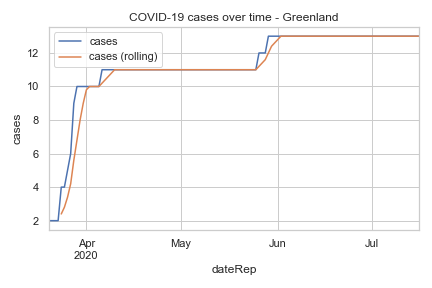 COVID-19 cases over time - Greenland
cases
cases (rolling)
12
10
8
6
4
2
cases
Apr
2020
May
Jun
Jul
dateRep